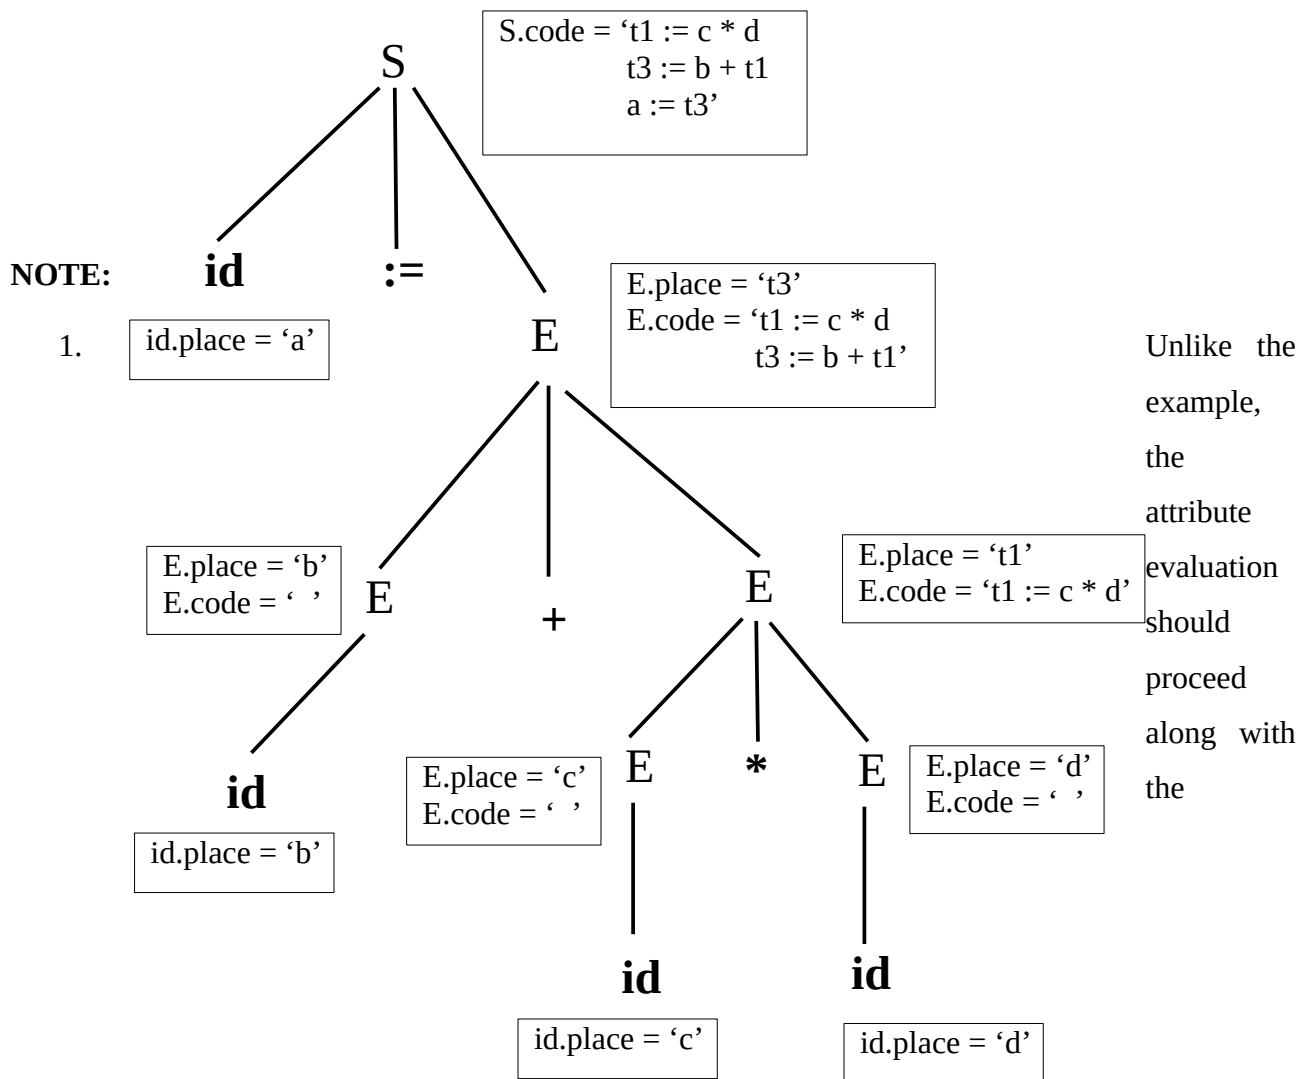 S.code = ‘t1 := c * d
t3 := b + t1
a := t3’
S
NOTE:
id
:=
E.place = ‘t3’
E.code = ‘t1 := c * d
t3 := b + t1’
1.
id.place = ‘a’
E
Unlike the
example,
the
attribute
evaluation
should
proceed
along with
the
E.place = ‘b’
E.code = ‘ ’
E
+
E
E.place = ‘t1’
E.code = ‘t1 := c * d’
id
id.place = ‘b’
E.place = ‘c’
E.code = ‘ ’
E
*
E
E.place = ‘d’
E.code = ‘ ’
id
id
id.place = ‘c’
id.place = ‘d’